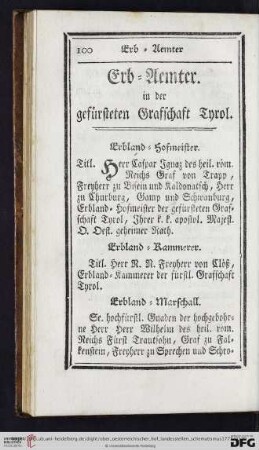 100 Erb-Aemter
Erb-Aemter.
in der
gefürsteten Grafschaft Tyrol.
Erbland-Hofmeister.
Titl. Herr Caspar Ignaz des heil. röm.
Reichs Graf von Trapp,
Freyherr zu Pisein und Kaldonatsch, Herr
zu Churburg, Gamp und Schwanburg,
Erbland-Hofmeister der gefürsteten Graf-
schaft Tyrol, Ihrer k. k. apostol. Majest.
O. Oest. geheimer Rath.
Erbland-Kammerer.
Titl. Herr N. N. Freyherr von Clöß,
Erbland-Kammerer der fürstl. Grafschaft
Tyrol.
Erbland-Marschall.
Se. hochfürstl. Gnaden der hochgebohr-
ne Herr Herr Wilhelm des heil. röm.
Reichs Fürst Trautsohn, Graf zu Fal-
kenstein, Freyherr zu Sprechen und Schro-
DFG